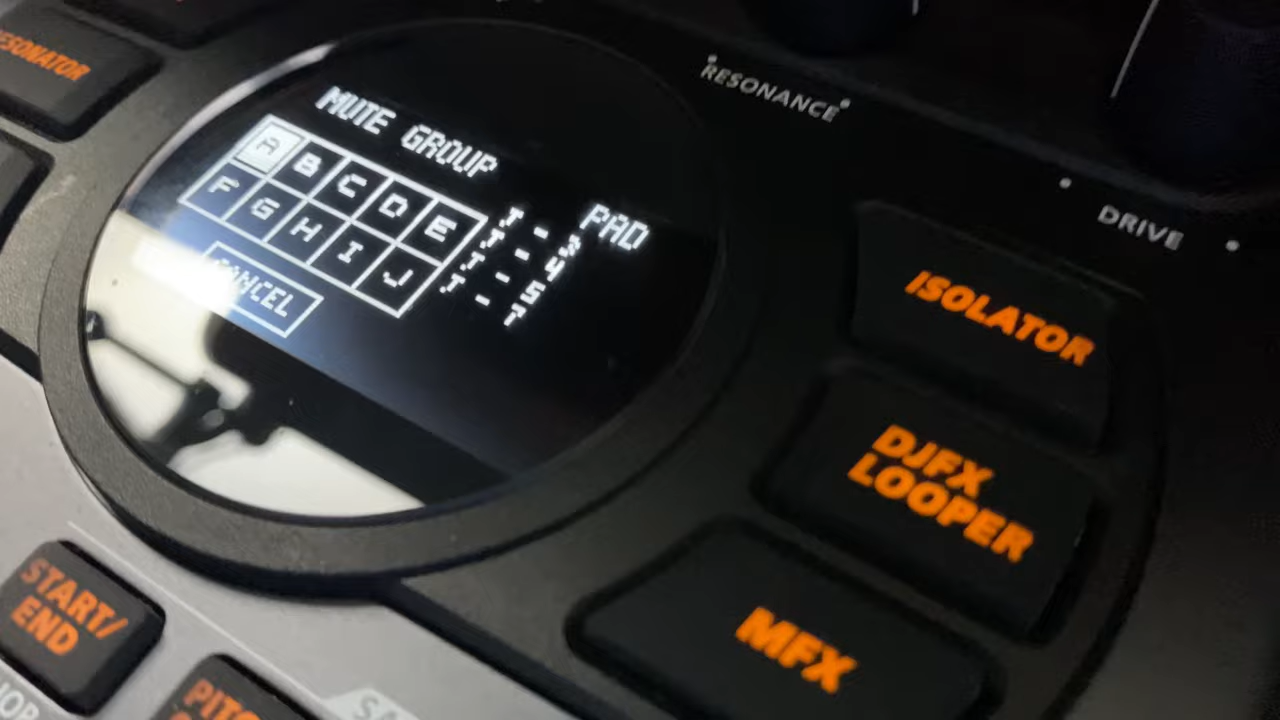 RESONATOR
MUTE GROUP
A B C D E
F G H I J
CANCEL
PAD
RESONANCE
DRIVE
ISOLATOR
DJFX
LOOPER
MFX
START/
END